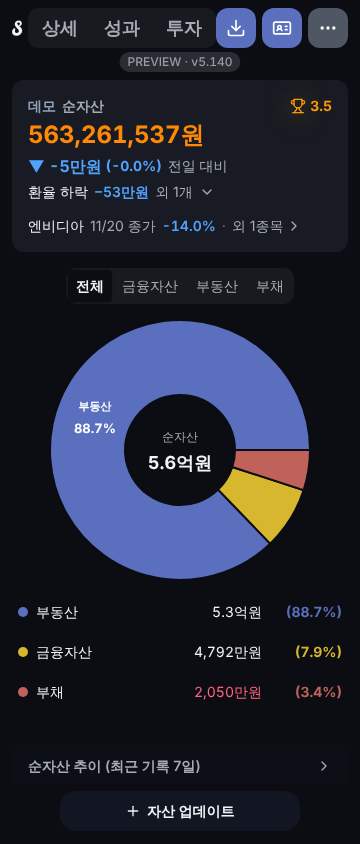 상세 성과 투자
PREVIEW · v5.140
데모 순자산
3.5
563,261,537원
▼ -5만원 (-0.0%) 전일 대비
환율 하락 -53만원 외 1개
엔비디아 11/20 종가 -14.0% · 외 1종목
전체 금융자산 부동산 부채
부동산
88.7%
순자산
5.6억원
부동산 5.3억원 (88.7%)
금융자산 4,792만원 (7.9%)
부채 2,050만원 (3.4%)
순자산 추이 (최근 기록 7일)
+ 자산 업데이트